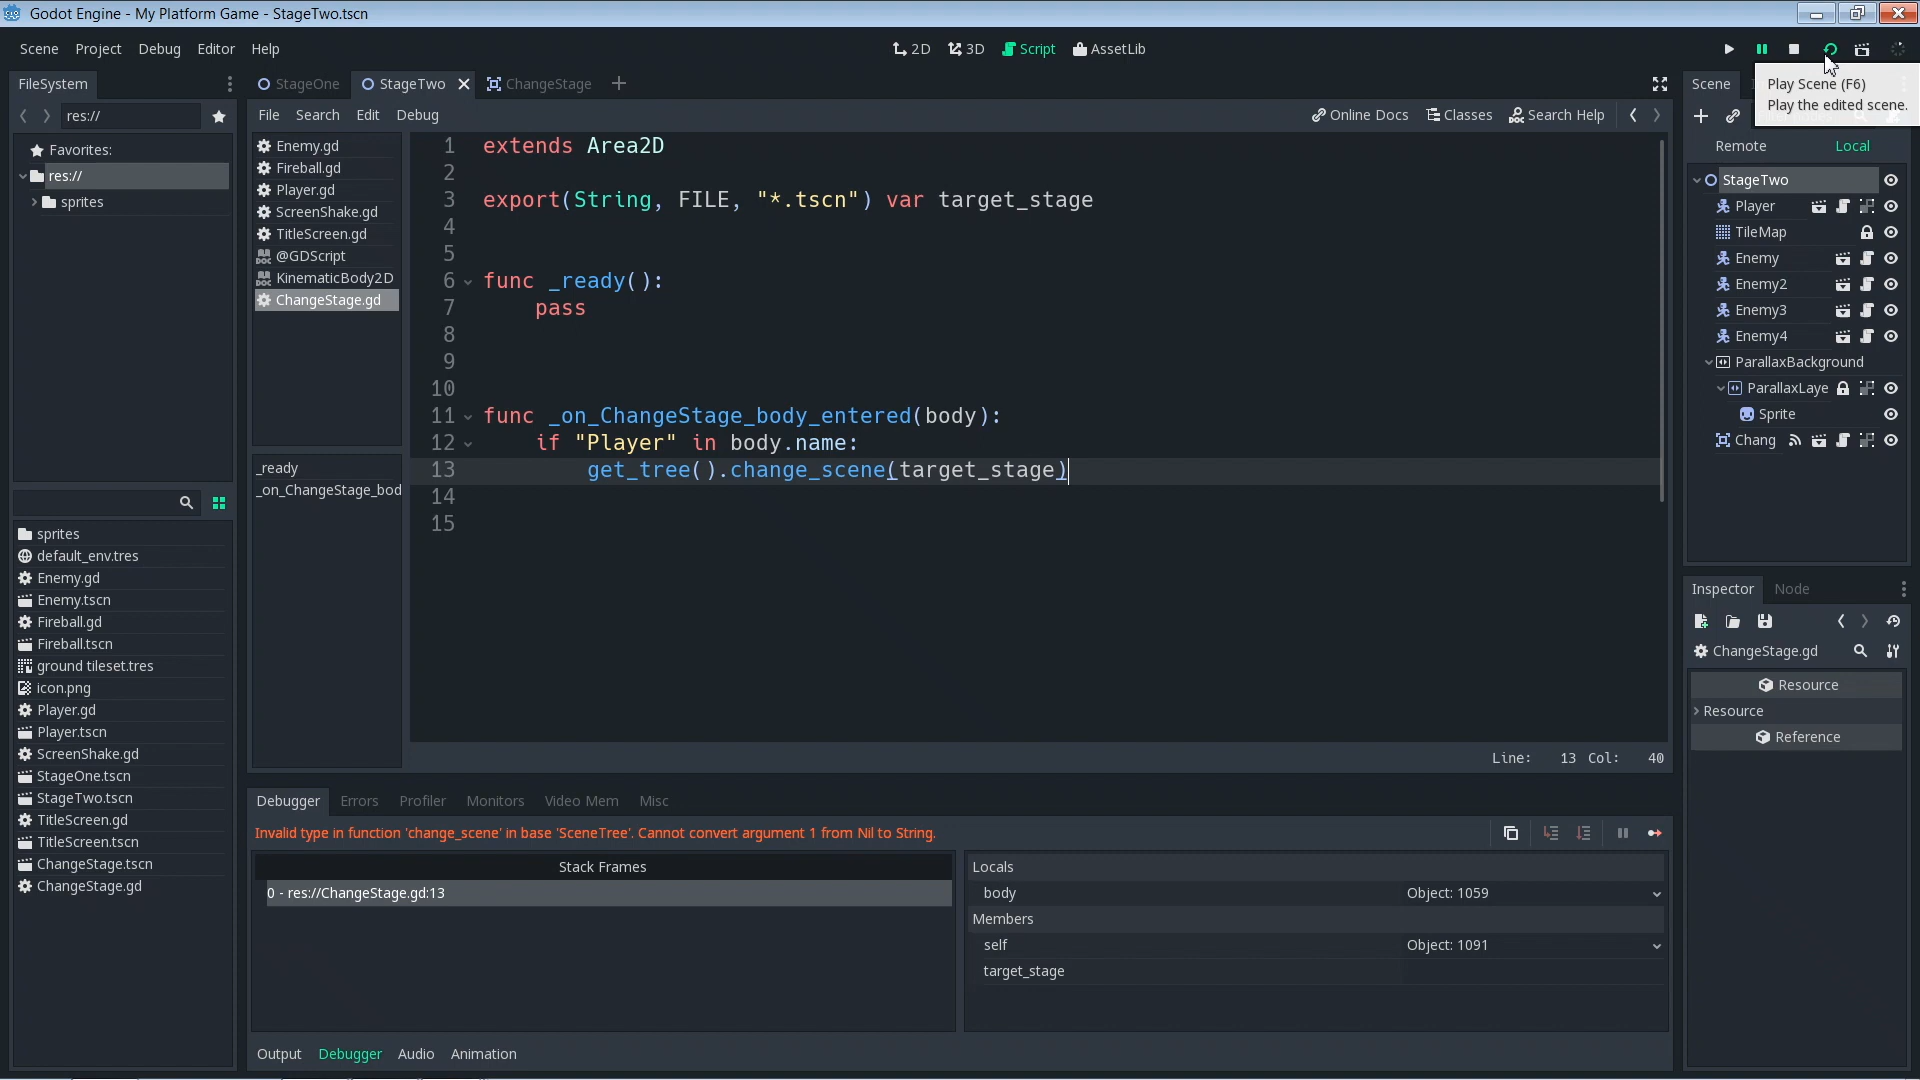 Godot Engine - My Platform Game - StageTwo.tscn
Scene Project Debug Editor Help
2D 3D Script AssetLib
Play Scene (F6)
Play the edited scene.
FileSystem
res://
Favorites:
res://
sprites
sprites
default_env.tres
Enemy.gd
Enemy.tscn
Fireball.gd
Fireball.tscn
ground tileset.tres
icon.png
Player.gd
Player.tscn
ScreenShake.gd
StageOne.tscn
StageTwo.tscn
TitleScreen.gd
TitleScreen.tscn
ChangeStage.tscn
ChangeStage.gd
StageOne StageTwo ChangeStage
File Search Edit Debug
Online Docs Classes Search Help
Enemy.gd
Fireball.gd
Player.gd
ScreenShake.gd
TitleScreen.gd
@GDScript
KinematicBody2D
ChangeStage.gd
_ready
_on_ChangeStage_bod
1 extends Area2D
2
3 export(String, FILE, "*.tscn") var target_stage
4
5
6 func _ready():
7 pass
8
9
10
11 func _on_ChangeStage_body_entered(body):
12 if "Player" in body.name:
13 get_tree().change_scene(target_stage)
14
15
Line: 13 Col: 40
Debugger Errors Profiler Monitors Video Mem Misc
Invalid type in function 'change_scene' in base 'SceneTree'. Cannot convert argument 1 from Nil to String.
Stack Frames
0 - res://ChangeStage.gd:13
Locals
body Object: 1059
Members
self Object: 1091
target_stage
Output Debugger Audio Animation
Scene
Remote Local
StageTwo
Player
TileMap
Enemy
Enemy2
Enemy3
Enemy4
ParallaxBackground
ParallaxLaye
Sprite
Chang
Inspector Node
ChangeStage.gd
Resource
Resource
Reference